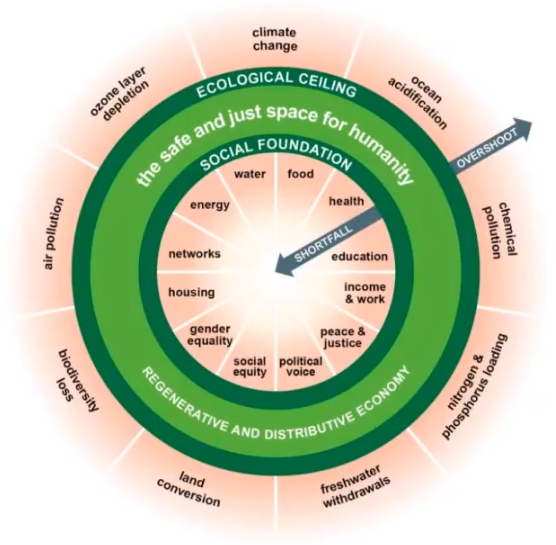 climate
change
ozone layer
depletion
ocean
acidification
ECOLOGICAL CEILING
the safe and just space for humanity
OVERSHOOT
SOCIAL FOUNDATION
water
food
energy
health
SHORTFALL
networks
education
housing
income
& work
gender
equality
peace &
justice
social
equity
political
voice
air pollution
chemical
pollution
REGENERATIVE AND DISTRIBUTIVE ECONOMY
biodiversity
loss
nitrogen &
phosphorus loading
land
conversion
freshwater
withdrawals